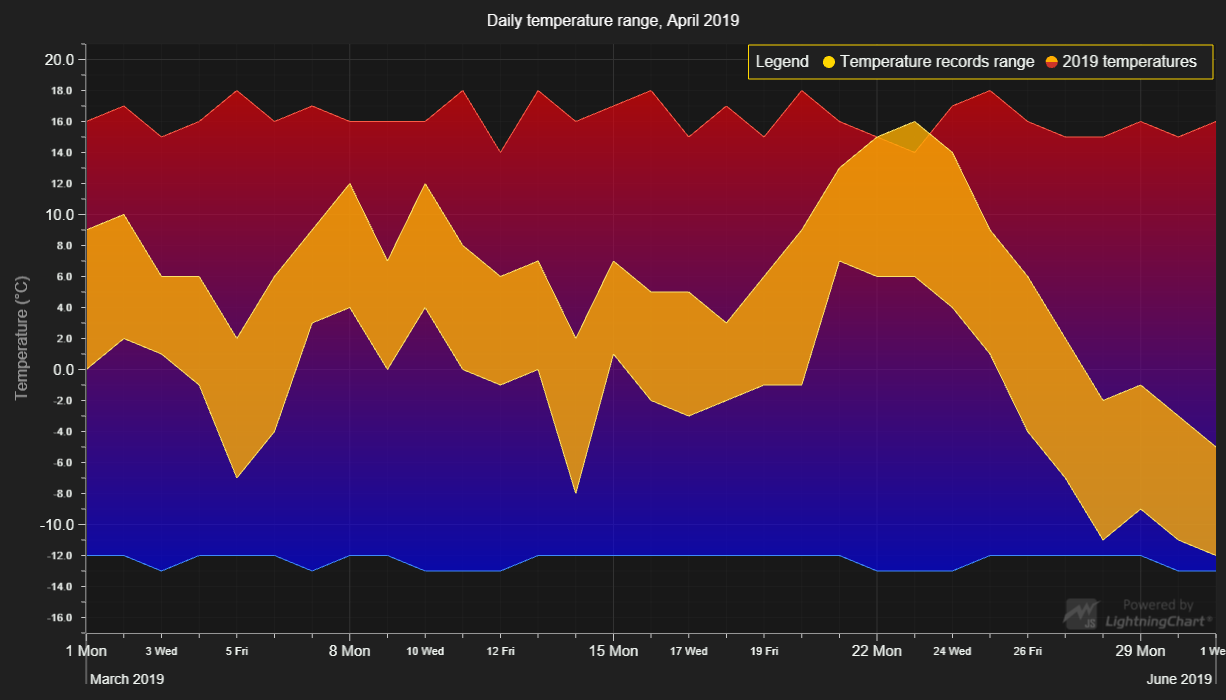 Daily temperature range, April 2019
Legend Temperature records range 2019 temperatures
20.0
18.0
16.0
14.0
12.0
10.0
8.0
6.0
4.0
2.0
0.0
-2.0
-4.0
-6.0
-8.0
-10.0
-12.0
-14.0
-16.0
Temperature (°C)
1 Mon 3 Wed 5 Fri 8 Mon 10 Wed 12 Fri 15 Mon 17 Wed 19 Fri 22 Mon 24 Wed 26 Fri 29 Mon 1 We
March 2019 June 2019
Powered by
LightningChart®
JS